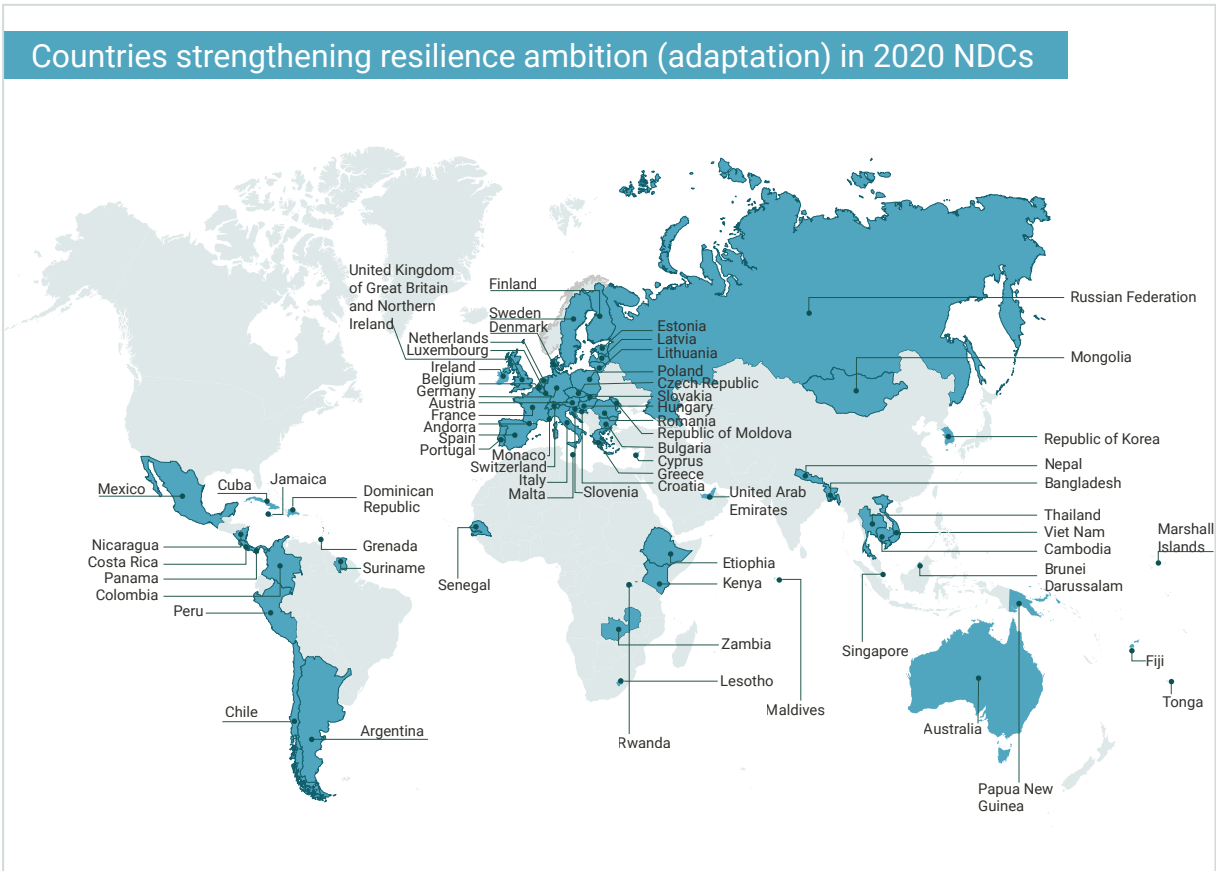 Countries strengthening resilience ambition (adaptation) in 2020 NDCs
United Kingdom
of Great Britain
and Northern
Ireland
Finland
Sweden
Denmark
Netherlands
Luxembourg
Ireland
Belgium
Germany
Austria
France
Andorra
Spain
Portugal
Monaco
Switzerland
Italy
Malta
Slovenia
Estonia
Latvia
Lithuania
Poland
Czech Republic
Slovakia
Hungary
Romania
Republic of Moldova
Bulgaria
Cyprus
Greece
Croatia
Russian Federation
Mongolia
Republic of Korea
Nepal
Bangladesh
United Arab
Emirates
Thailand
Viet Nam
Cambodia
Brunei
Darussalam
Marshall
Islands
Mexico
Cuba
Jamaica
Dominican
Republic
Nicaragua
Costa Rica
Panama
Colombia
Peru
Grenada
Suriname
Chile
Argentina
Senegal
Etiophia
Kenya
Zambia
Lesotho
Rwanda
Maldives
Singapore
Australia
Papua New
Guinea
Fiji
Tonga